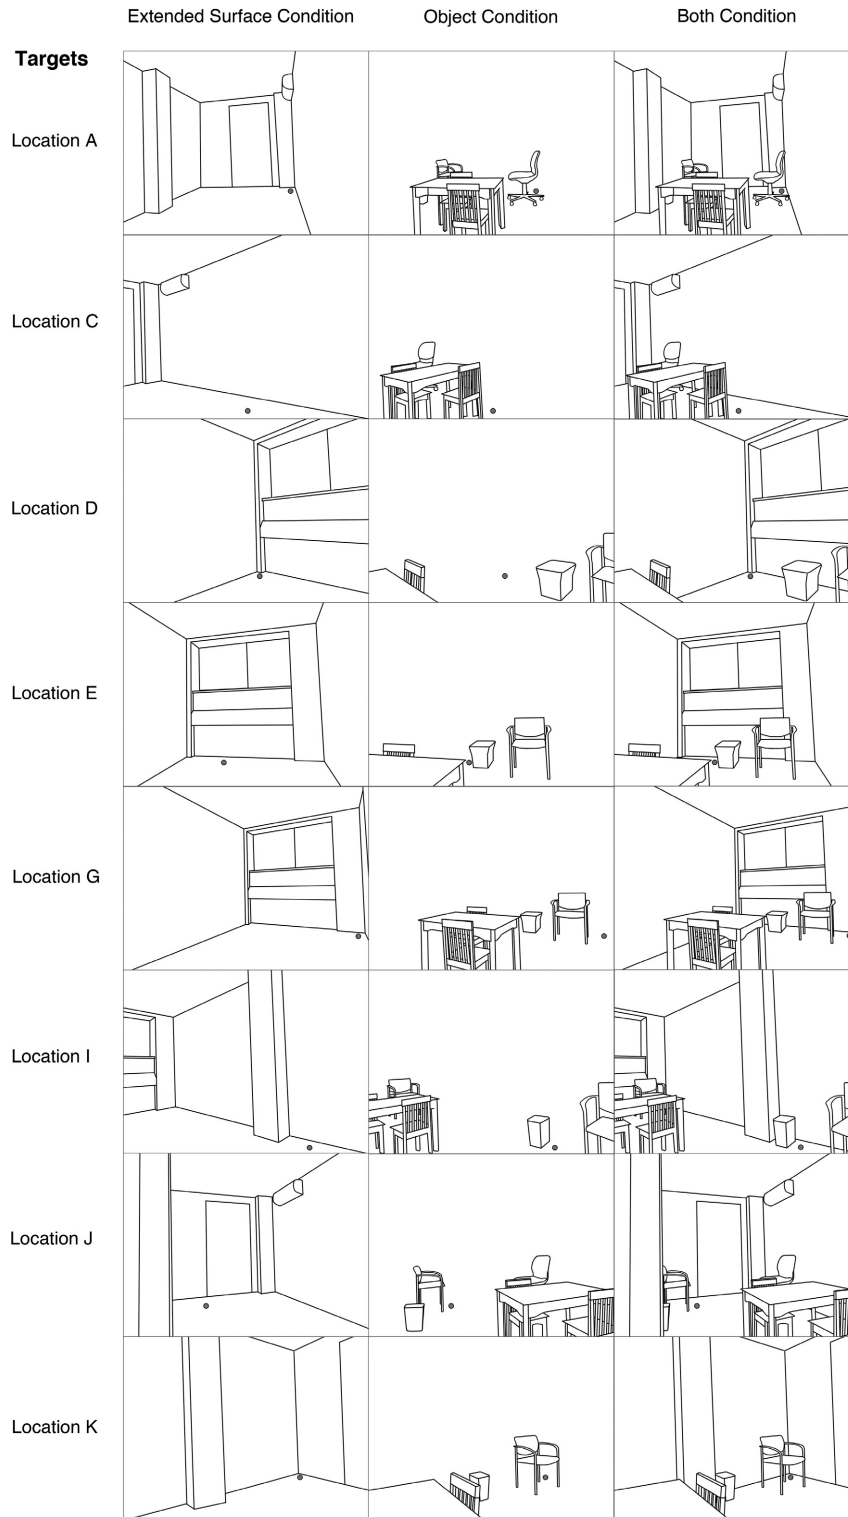 Extended Surface Condition Object Condition Both Condition
Targets
Location A
Location C
Location D
Location E
Location G
Location I
Location J
Location K